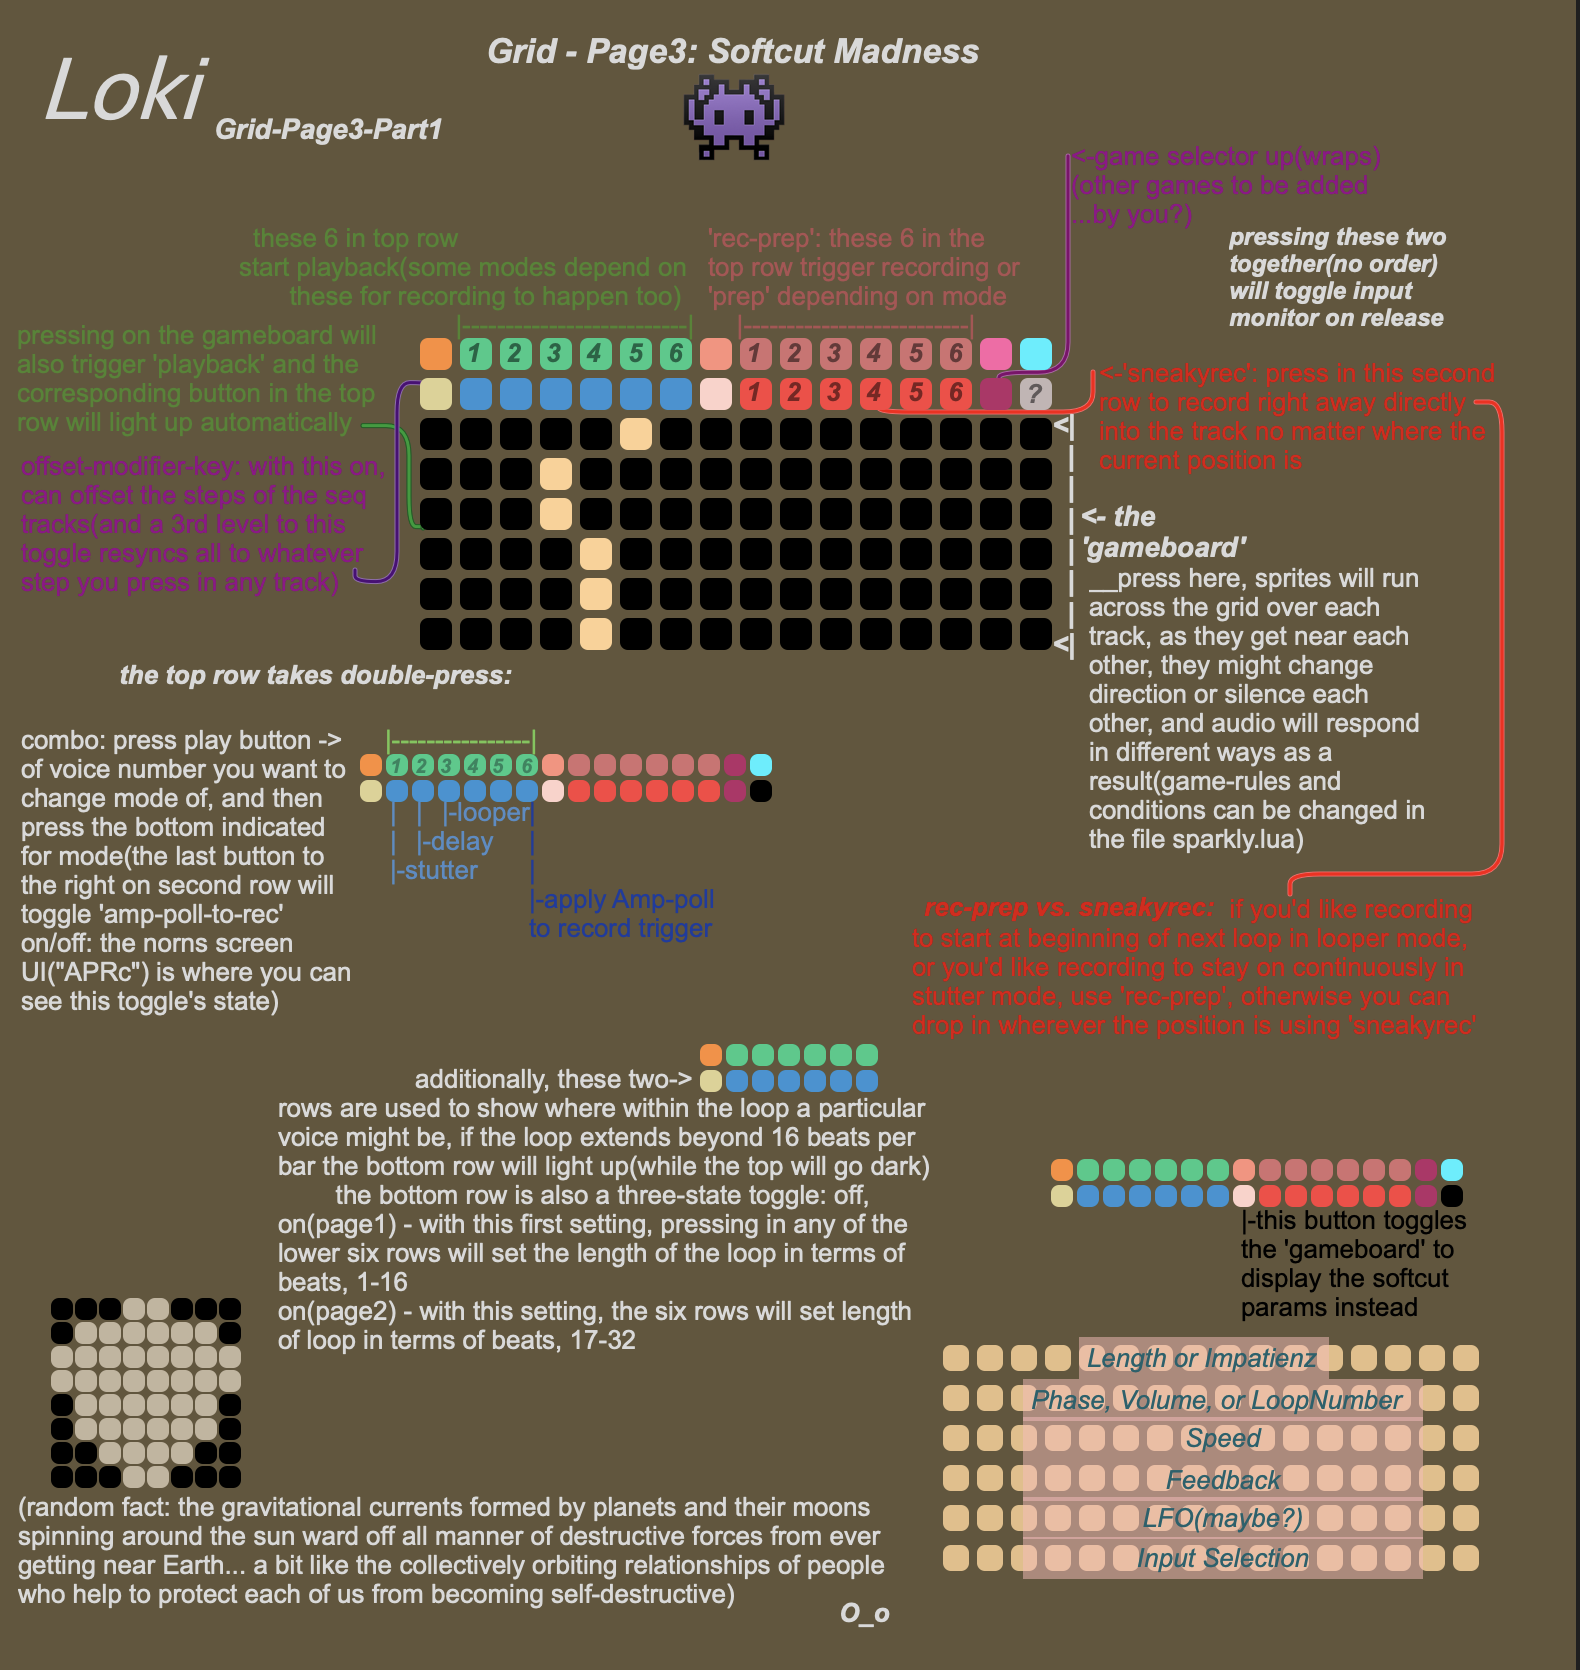 Grid - Page3: Softcut Madness
Loki
Grid-Page3-Part1
<-game selector up(wraps)
(other games to be added
...by you?)
pressing these two
together(no order)
will toggle input
monitor on release
these 6 in top row
start playback(some modes depend on
these for recording to happen too)
'rec-prep': these 6 in the
top row trigger recording or
'prep' depending on mode
|--------------------------|
|--------------------------|
pressing on the gameboard will
also trigger 'playback' and the
corresponding button in the top
row will light up automatically
1 2 3 4 5 6 1 2 3 4 5 6
1 2 3 4 5 6 ?
<-'sneakyrec': press in this second
row to record right away directly
into the track no matter where the
current position is
offset-modifier-key: with this on,
can offset the steps of the seq
tracks(and a 3rd level to this
toggle resyncs all to whatever
step you press in any track)
<|
<- the
'gameboard'
__press here, sprites will run
across the grid over each
track, as they get near each
other, they might change
direction or silence each
other, and audio will respond
in different ways as a
result(game-rules and
conditions can be changed in
the file sparkly.lua)
<|
the top row takes double-press:
combo: press play button ->
of voice number you want to
change mode of, and then
press the bottom indicated
for mode(the last button to
the right on second row will
toggle 'amp-poll-to-rec'
on/off: the norns screen
UI("APRc") is where you can
see this toggle's state)
|----------------|
1 2 3 4 5 6
|-looper
|-delay
|-stutter
|-apply Amp-poll
to record trigger
rec-prep vs. sneakyrec: if you'd like recording
to start at beginning of next loop in looper mode,
or you'd like recording to stay on continuously in
stutter mode, use 'rec-prep', otherwise you can
drop in wherever the position is using 'sneakyrec'
additionally, these two->
rows are used to show where within the loop a particular
voice might be, if the loop extends beyond 16 beats per
bar the bottom row will light up(while the top will go dark)
the bottom row is also a three-state toggle: off,
on(page1) - with this first setting, pressing in any of the
lower six rows will set the length of the loop in terms of
beats, 1-16
on(page2) - with this setting, the six rows will set length
of loop in terms of beats, 17-32
|-this button toggles
the 'gameboard' to
display the softcut
params instead
Length or Impatienz
Phase, Volume, or LoopNumber
Speed
Feedback
LFO(maybe?)
Input Selection
(random fact: the gravitational currents formed by planets and their moons
spinning around the sun ward off all manner of destructive forces from ever
getting near Earth... a bit like the collectively orbiting relationships of people
who help to protect each of us from becoming self-destructive)
O_o